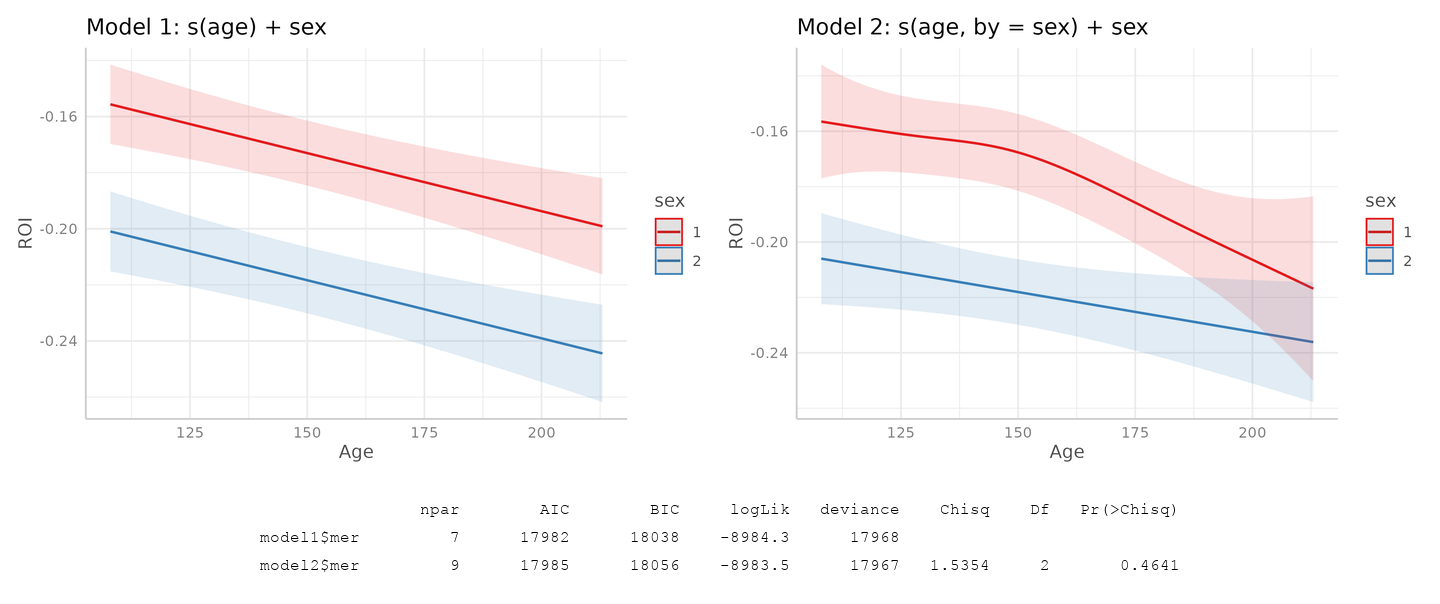 Model 1: s(age) + sex
-0.16
-0.20
-0.24
ROI
125 150 175 200
Age
sex
1
2
Model 2: s(age, by = sex) + sex
-0.16
-0.20
-0.24
ROI
125 150 175 200
Age
sex
1
2
npar AIC BIC logLik deviance Chisq Df Pr(>Chisq)
model1$mer 7 17982 18038 -8984.3 17968
model2$mer 9 17985 18056 -8983.5 17967 1.5354 2 0.4641